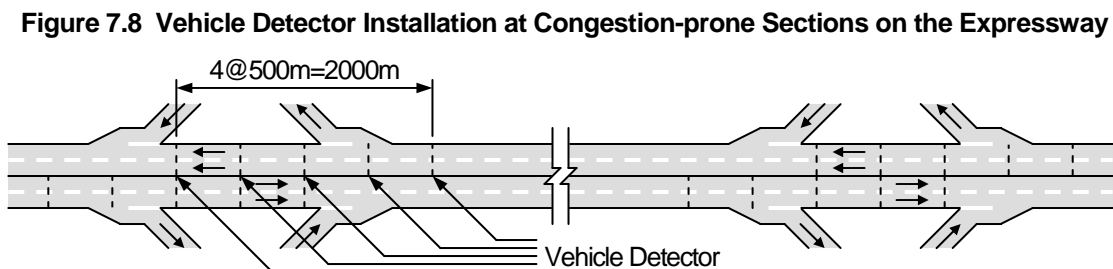 Figure 7.8 Vehicle Detector Installation at Congestion-prone Sections on the Expressway
4@500m=2000m
Vehicle Detector